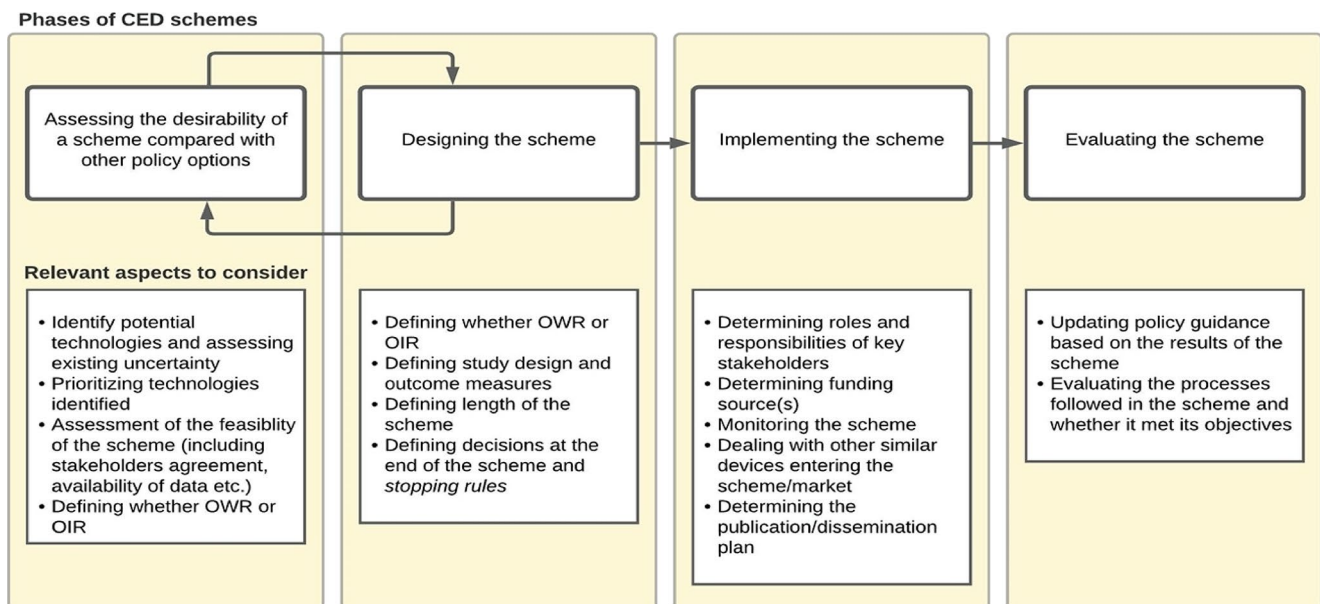 Phases of CED schemes
Assessing the desirability of
a scheme compared with
other policy options
Designing the scheme
Implementing the scheme
Evaluating the scheme
Relevant aspects to consider
• Identify potential
technologies and assessing
existing uncertainty
• Prioritizing technologies
identified
• Assessment of the feasiblity
of the scheme (including
stakeholders agreement,
availability of data etc.)
• Defining whether OWR or
OIR
• Defining whether OWR or
OIR
• Defining study design and
outcome measures
• Defining length of the
scheme
• Defining decisions at the
end of the scheme and
stopping rules
• Determining roles and
responsibilities of key
stakeholders
• Determining funding
source(s)
• Monitoring the scheme
• Dealing with other similar
devices entering the
scheme/market
• Determining the
publication/dissemination
plan
• Updating policy guidance
based on the results of the
scheme
• Evaluating the processes
followed in the scheme and
whether it met its objectives